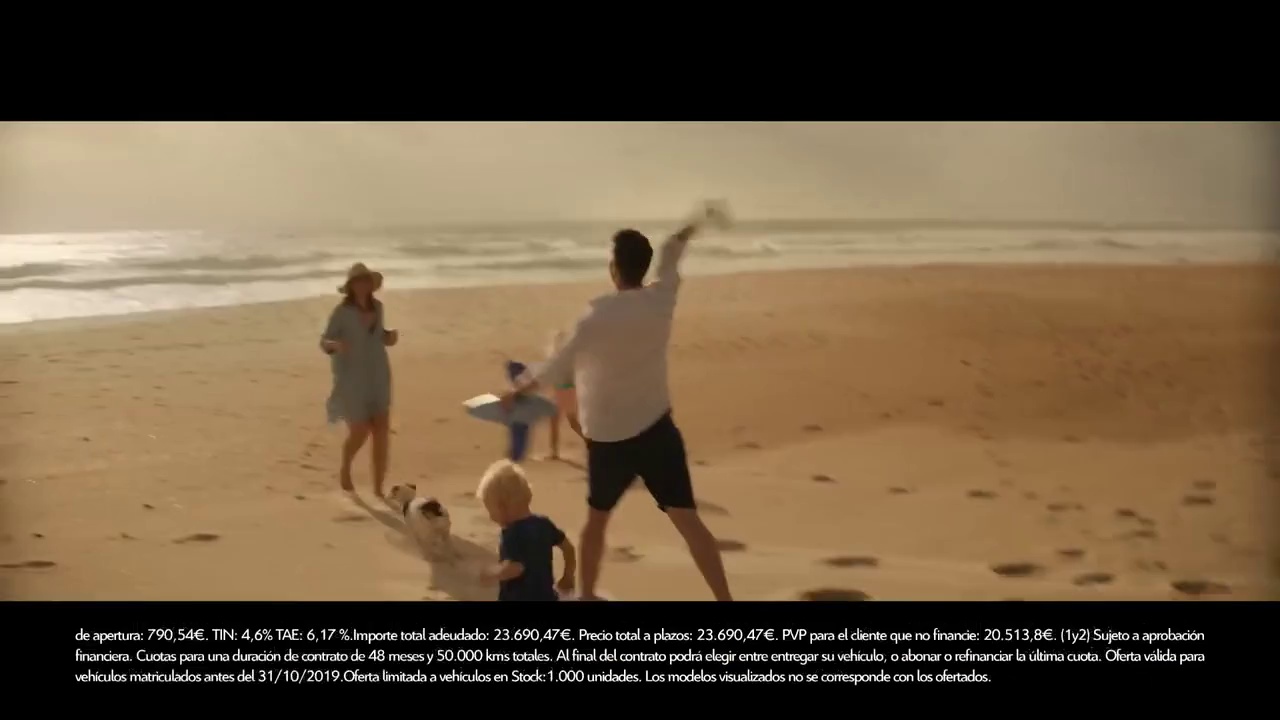 de apertura: 790,54€. TIN: 4,6% TAE: 6,17 %.Importe total adeudado: 23.690,47€. Precio total a plazos: 23.690,47€. PVP para el cliente que no financie: 20.513,8€. (1y2) Sujeto a aprobación
financiera. Cuotas para una duración de contrato de 48 meses y 50.000 kms totales. Al final del contrato podrá elegir entre entregar su vehículo, o abonar o refinanciar la última cuota. Oferta válida para
vehículos matriculados antes del 31/10/2019.Oferta limitada a vehículos en Stock:1.000 unidades. Los modelos visualizados no se corresponde con los ofertados.